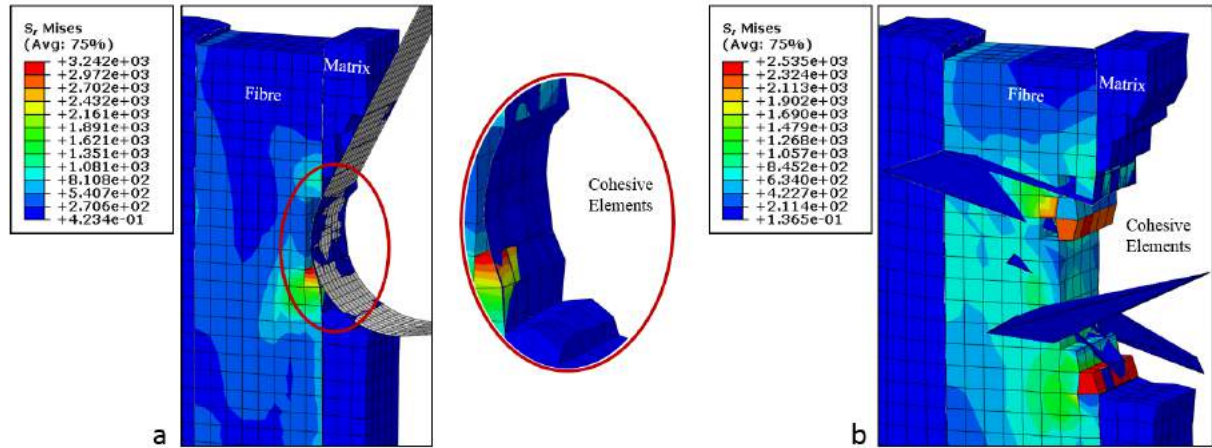 S, Mises
(Avg: 75%)
+3.242e+03
+2.972e+03
+2.702e+03
+2.432e+03
+2.161e+03
+1.891e+03
+1.621e+03
+1.351e+03
+1.081e+03
+8.108e+02
+5.407e+02
+2.706e+02
+4.234e-01
Fibre
Matrix
a
Cohesive
Elements
S, Mises
(Avg: 75%)
+2.535e+03
+2.324e+03
+2.113e+03
+1.902e+03
+1.690e+03
+1.479e+03
+1.268e+03
+1.057e+03
+8.452e+02
+6.340e+02
+4.227e+02
+2.114e+02
+1.365e-01
Fibre
Matrix
Cohesive
Elements
b